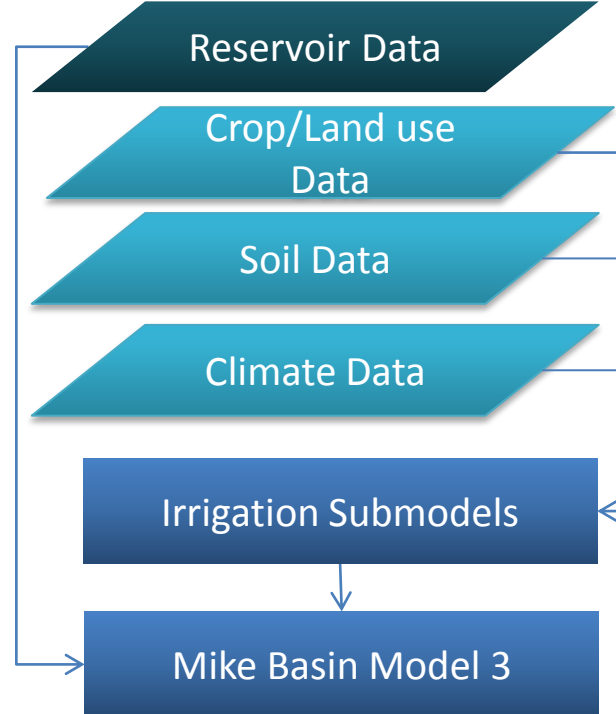 Reservoir Data
Crop/Land use
Data
Soil Data
Climate Data
Irrigation Submodels
Mike Basin Model 3